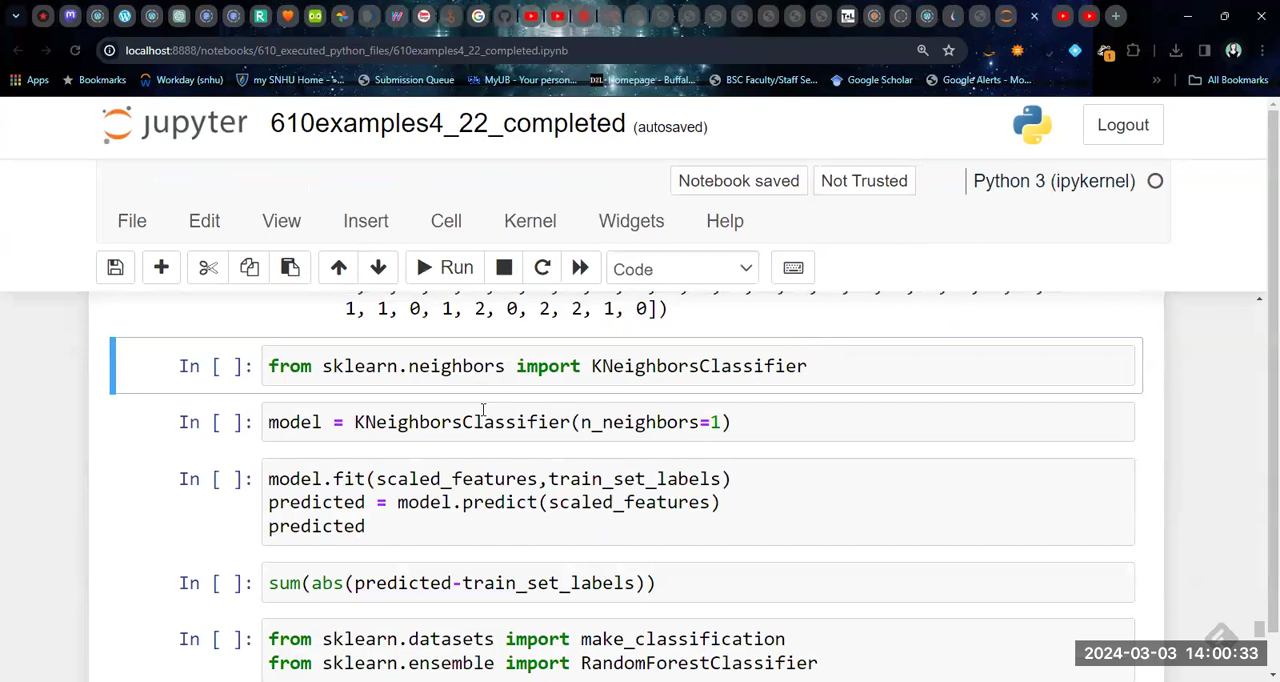 localhost:8888/notebooks/610_executed_python_files/610examples4_22_completed.ipynb
Apps
Bookmarks
Workday (snhu)
my SNHU Home -...
Submission Queue
MyUB - Your person...
D2L Homepage - Buffal...
BSC Faculty/Staff Se...
Google Scholar
Google Alerts - Mo...
»
All Bookmarks
jupyter 610examples4_22_completed (autosaved)
Logout
Notebook saved
Not Trusted
Python 3 (ipykernel)
File Edit View Insert Cell Kernel Widgets Help
Run
Code
1, 1, 0, 1, 2, 0, 2, 2, 1, 0])
In [ ]: from sklearn.neighbors import KNeighborsClassifier
In [ ]: model = KNeighborsClassifier(n_neighbors=1)
In [ ]: model.fit(scaled_features,train_set_labels)
predicted = model.predict(scaled_features)
predicted
In [ ]: sum(abs(predicted-train_set_labels))
In [ ]: from sklearn.datasets import make_classification
from sklearn.ensemble import RandomForestClassifier
2024-03-03 14:00:33